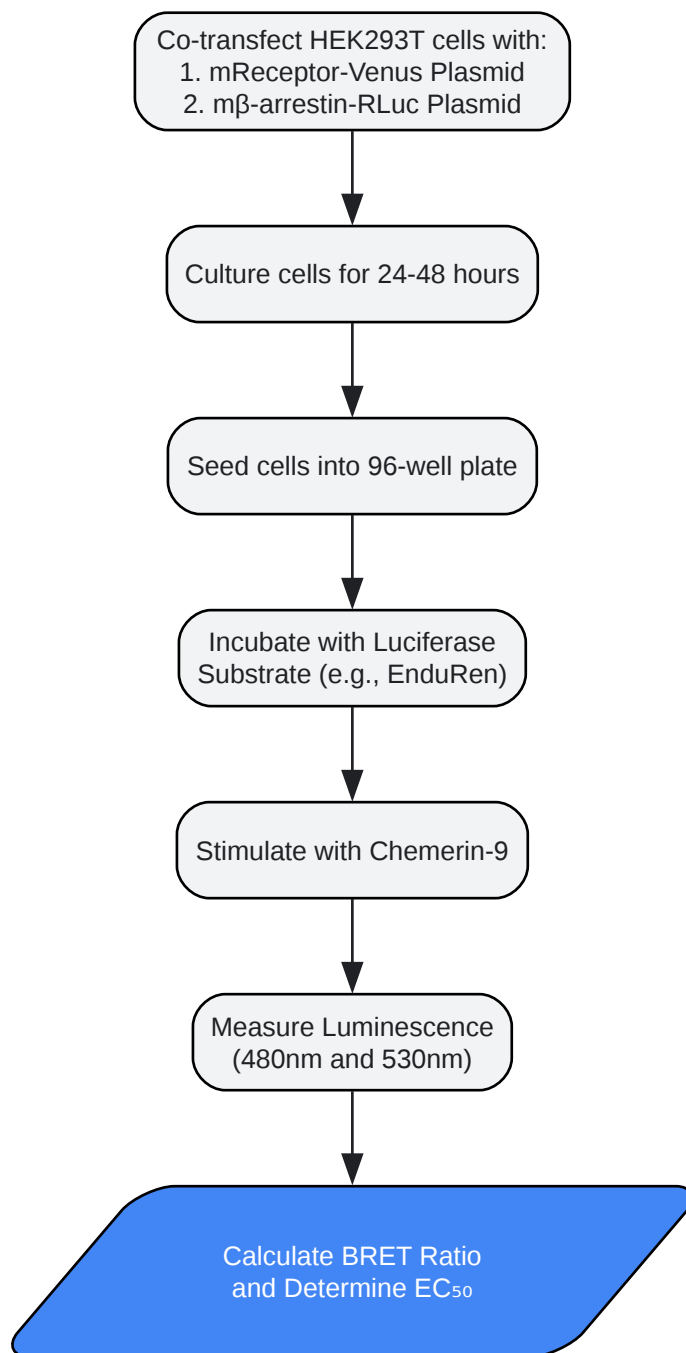 Co-transfect HEK293T cells with:
1. mReceptor-Venus Plasmid
2. mβ-arrestin-RLuc Plasmid
Culture cells for 24-48 hours
Seed cells into 96-well plate
Incubate with Luciferase
Substrate (e.g., EnduRen)
Stimulate with Chemerin-9
Measure Luminescence
(480nm and 530nm)
Calculate BRET Ratio
and Determine EC₅₀